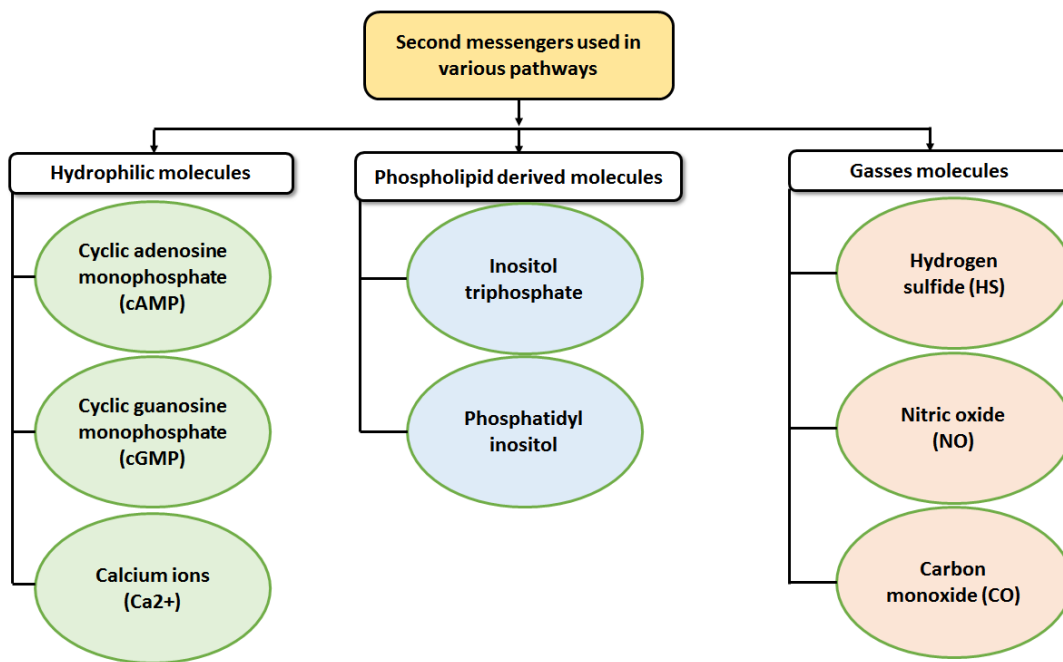 Second messengers used in
various pathways
Hydrophilic molecules
Cyclic adenosine
monophosphate
(cAMP)
Cyclic guanosine
monophosphate
(cGMP)
Calcium ions
(Ca2+)
Phospholipid derived molecules
Inositol
triphosphate
Phosphatidyl
inositol
Gasses molecules
Hydrogen
sulfide (HS)
Nitric oxide
(NO)
Carbon
monoxide (CO)